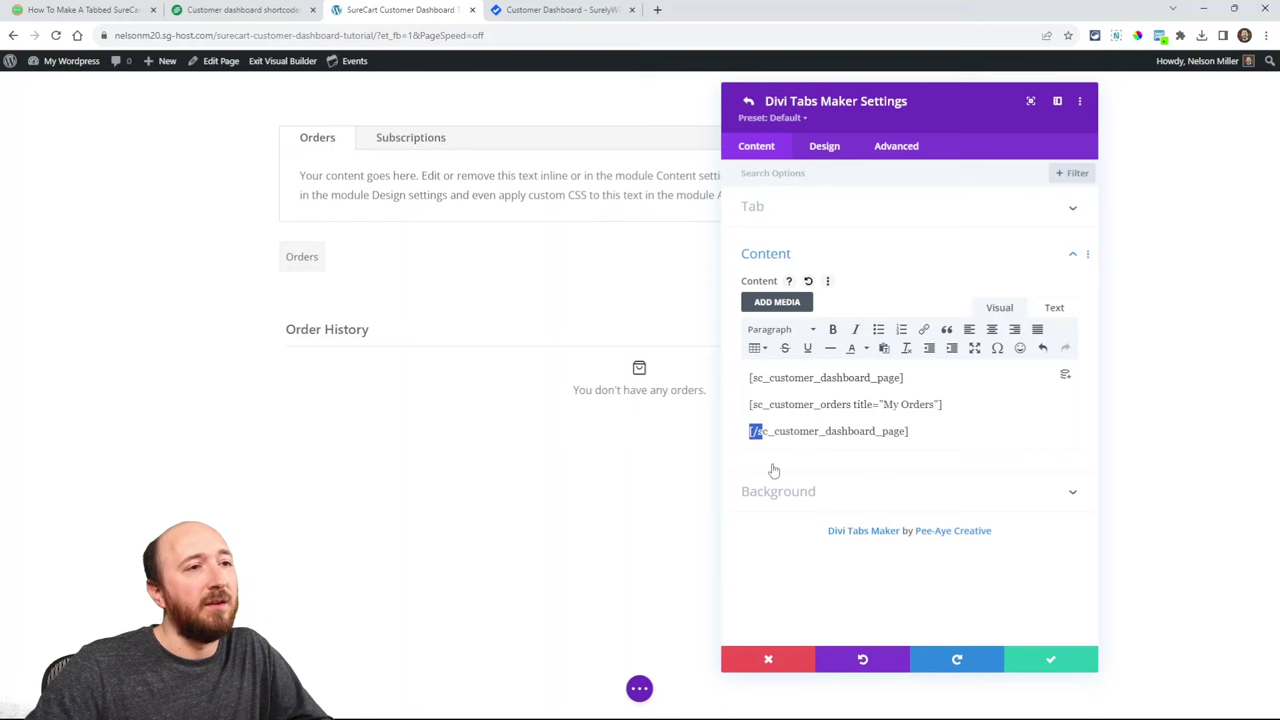 How To Make A Tabbed SureCar
Customer dashboard shortcode
SureCart Customer Dashboard T
Customer Dashboard - SurelyW
nelsonm20.sg-host.com/surecart-customer-dashboard-tutorial/?et_fb=1&PageSpeed=off
My Wordpress
0
New
Edit Page
Exit Visual Builder
Events
Howdy, Nelson Miller
Divi Tabs Maker Settings
Preset: Default
Content
Design
Advanced
Search Options
Filter
Orders
Subscriptions
Your content goes here. Edit or remove this text inline or in the module Content setti
in the module Design settings and even apply custom CSS to this text in the module A
Orders
Order History
You don't have any orders.
Tab
Content
Content
ADD MEDIA
Visual
Text
Paragraph
[sc_customer_dashboard_page]
[sc_customer_orders title="My Orders"]
[/sc_customer_dashboard_page]
Background
Divi Tabs Maker by Pee-Aye Creative